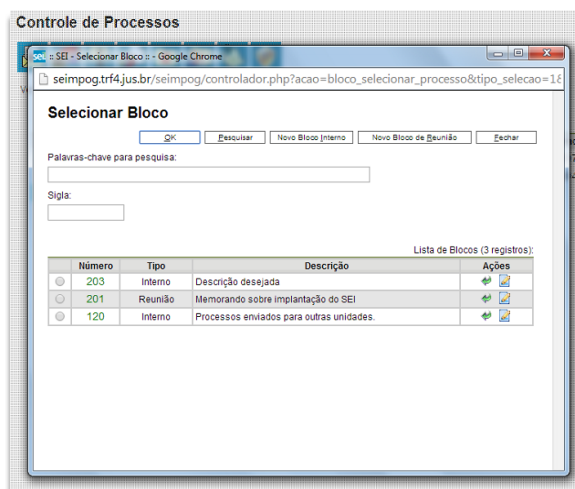 Controle de Processos
sei :: SEI - Selecionar Bloco :: - Google Chrome
seimpog.trf4.jus.br/seimpog/controlador.php?acao=bloco_selecionar_processo&tipo_selecao=1&
Selecionar Bloco
OK Pesquisar Novo Bloco Interno Novo Bloco de Reunião Fechar
Palavras-chave para pesquisa:
Sigla:
Lista de Blocos (3 registros):
Número Tipo Descrição Ações
203 Interno Descrição desejada
201 Reunião Memorando sobre implantação do SEI
120 Interno Processos enviados para outras unidades.